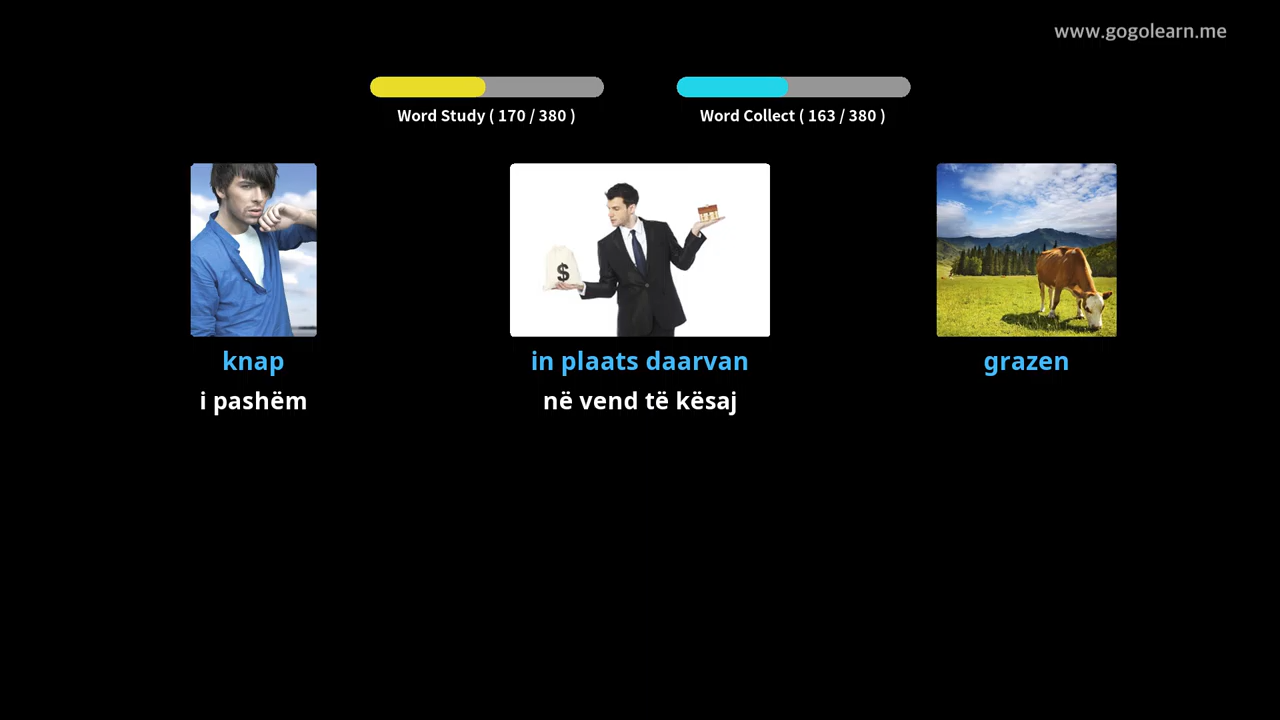 www.gogolearn.me
Word Study ( 170 / 380 )
Word Collect ( 163 / 380 )
$
knap
in plaats daarvan
grazen
i pashëm
në vend të kësaj